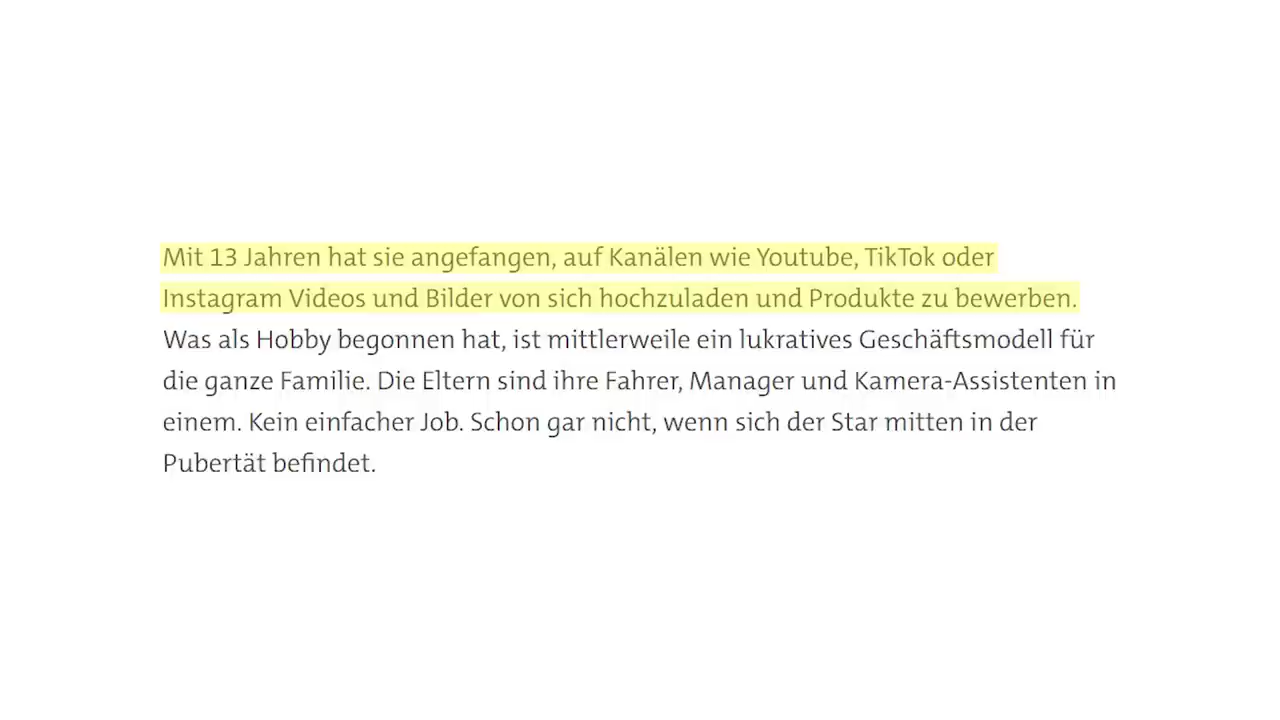 Mit 13 Jahren hat sie angefangen, auf Kanälen wie Youtube, TikTok oder
Instagram Videos und Bilder von sich hochzuladen und Produkte zu bewerben.
Was als Hobby begonnen hat, ist mittlerweile ein lukratives Geschäftsmodell für
die ganze Familie. Die Eltern sind ihre Fahrer, Manager und Kamera-Assistenten in
einem. Kein einfacher Job. Schon gar nicht, wenn sich der Star mitten in der
Pubertät befindet.